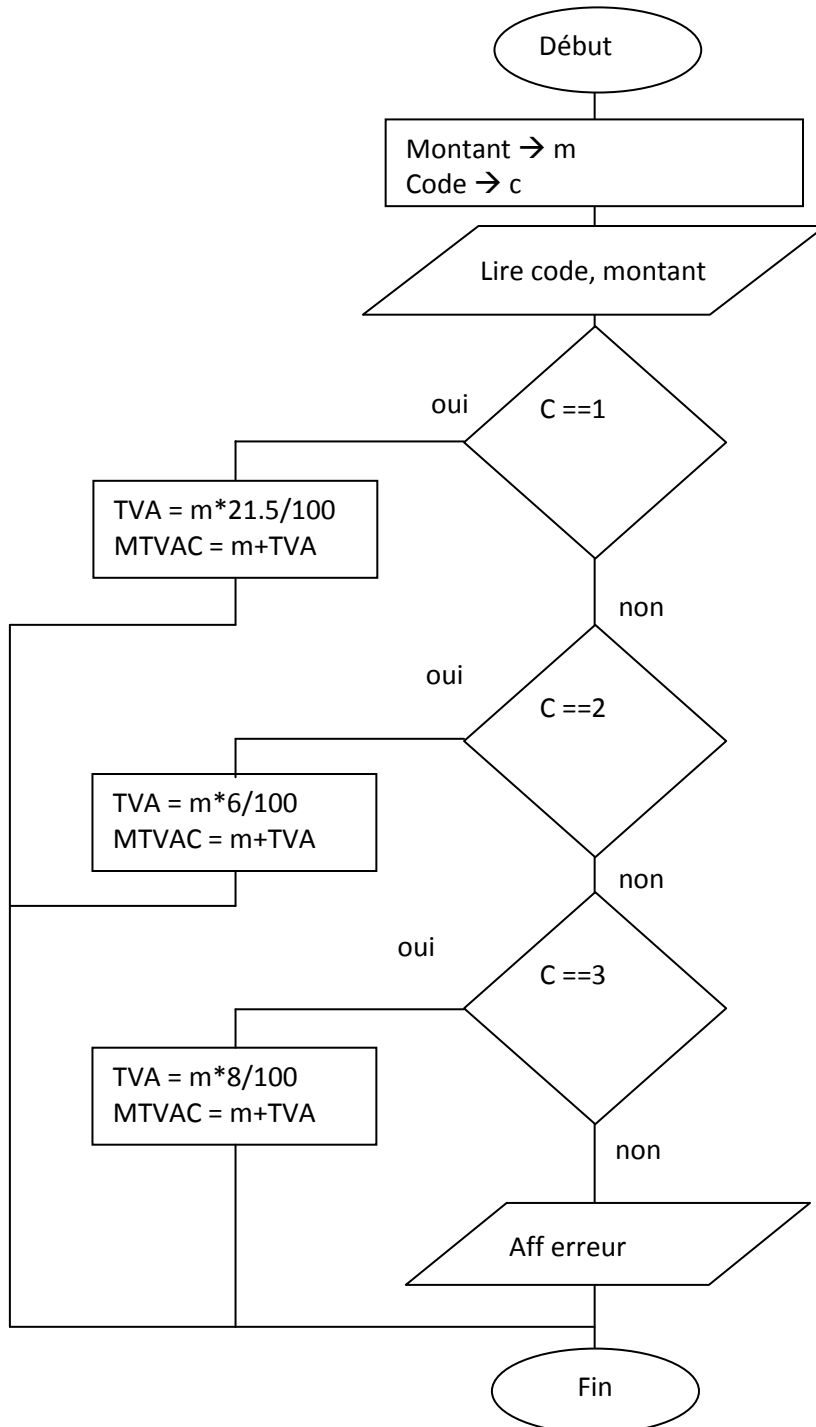 Début
Montant → m
Code → c
Lire code, montant
oui
C ==1
TVA = m*21.5/100
MTVAC = m+TVA
non
oui
C ==2
TVA = m*6/100
MTVAC = m+TVA
non
oui
C ==3
TVA = m*8/100
MTVAC = m+TVA
non
Aff erreur
Fin